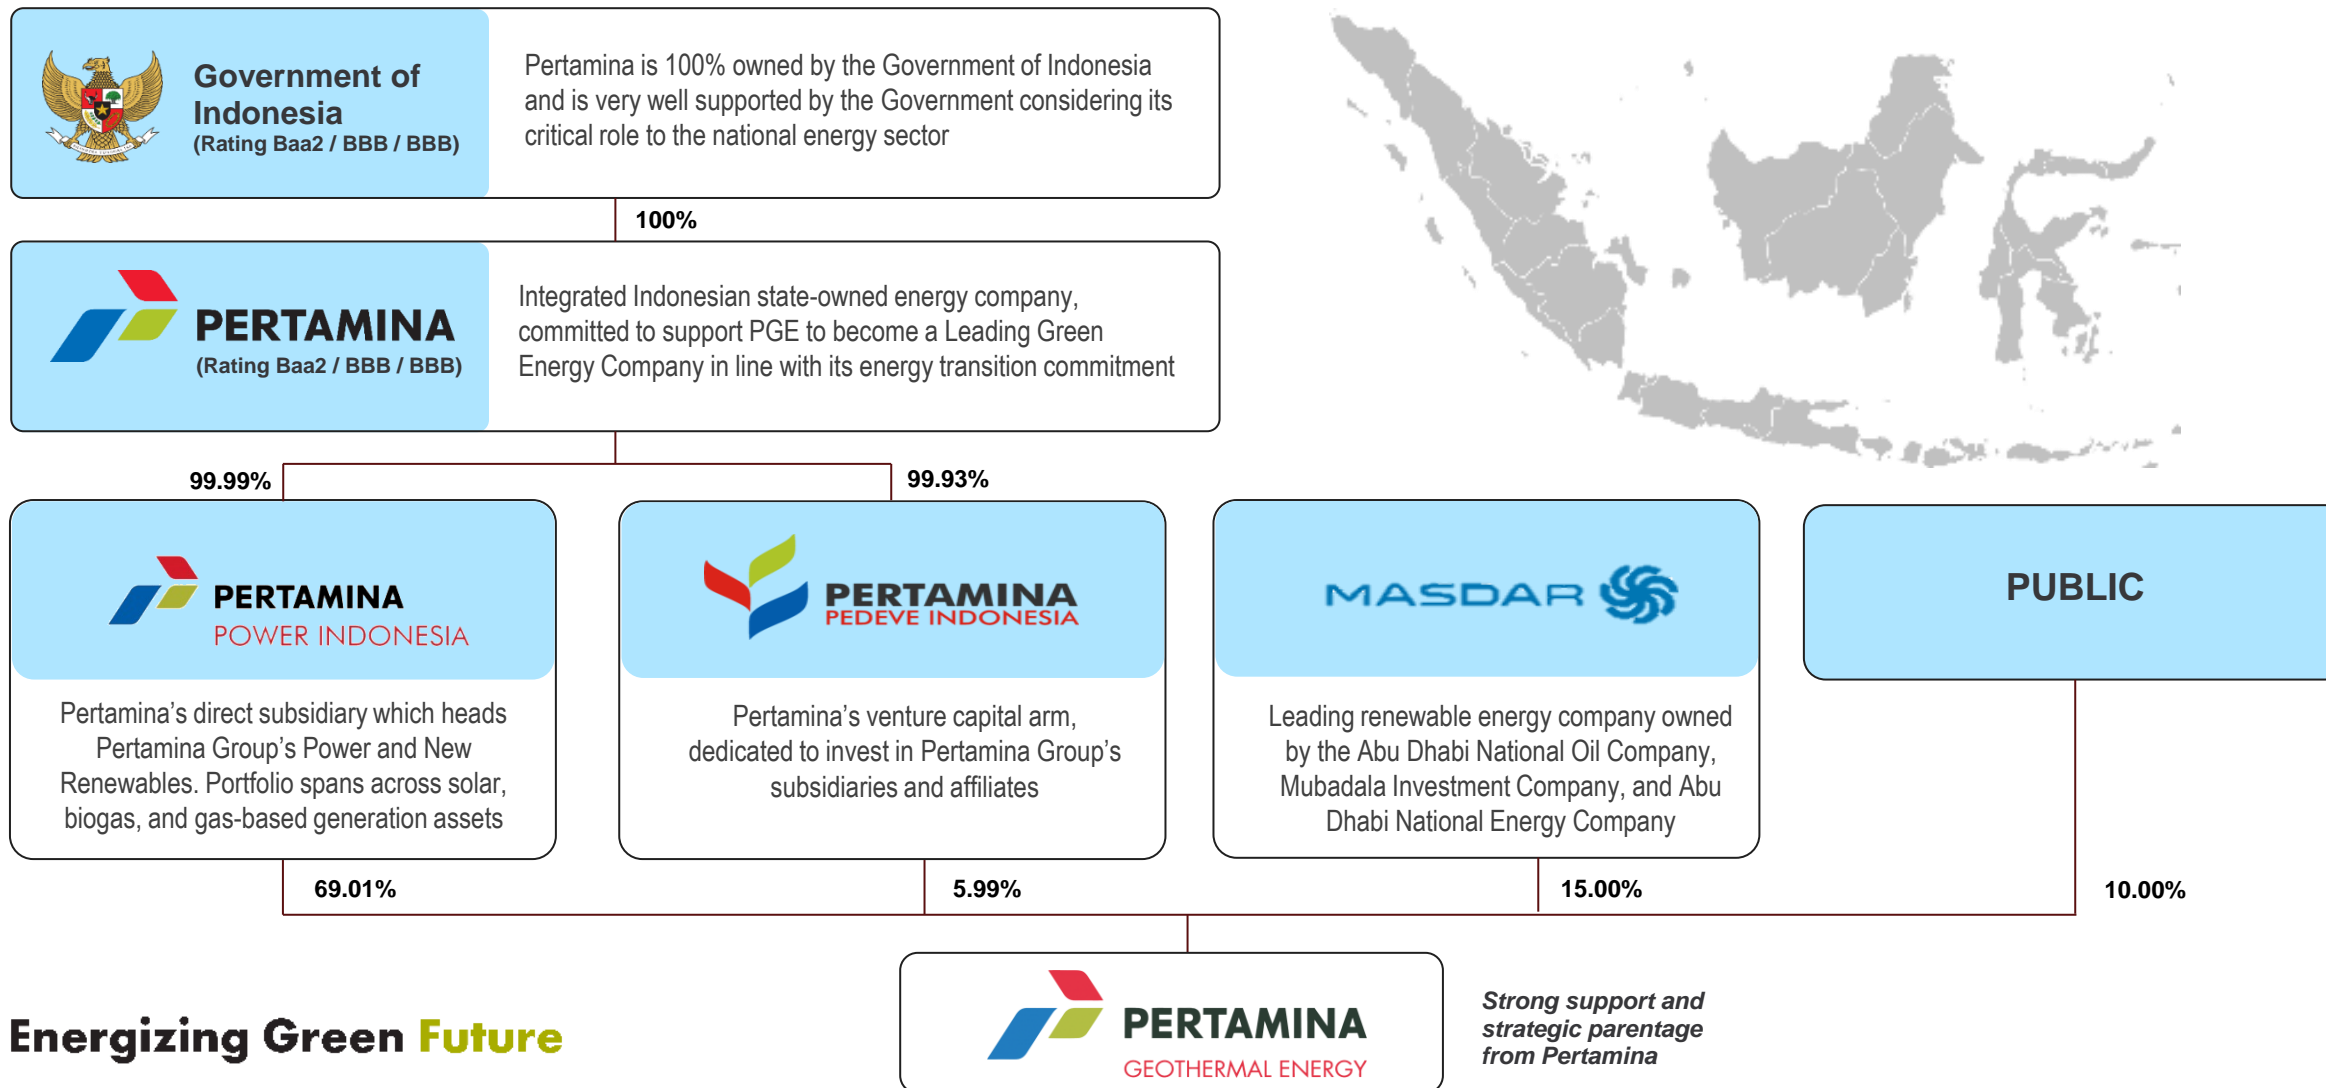 Government of
Indonesia
(Rating Baa2 / BBB / BBB)
Pertamina is 100% owned by the Government of Indonesia
and is very well supported by the Government considering its
critical role to the national energy sector
100%
PERTAMINA
(Rating Baa2 / BBB / BBB)
Integrated Indonesian state-owned energy company,
committed to support PGE to become a Leading Green
Energy Company in line with its energy transition commitment
99.99%
99.93%
PERTAMINA
POWER INDONESIA
Pertamina’s direct subsidiary which heads
Pertamina Group’s Power and New
Renewables. Portfolio spans across solar,
biogas, and gas-based generation assets
PERTAMINA
PEDEVE INDONESIA
Pertamina’s venture capital arm,
dedicated to invest in Pertamina Group’s
subsidiaries and affiliates
MASDAR
Leading renewable energy company owned
by the Abu Dhabi National Oil Company,
Mubadala Investment Company, and Abu
Dhabi National Energy Company
PUBLIC
69.01%
5.99%
15.00%
10.00%
PERTAMINA
GEOTHERMAL ENERGY
Strong support and
strategic parentage
from Pertamina
Energizing Green Future